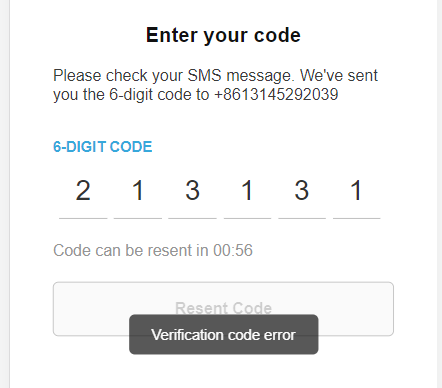 Enter your code
Please check your SMS message. We've sent
you the 6-digit code to +8613145292039
6-DIGIT CODE
2 1 3 1 3 1
Code can be resent in 00:56
Resent Code
Verification code error